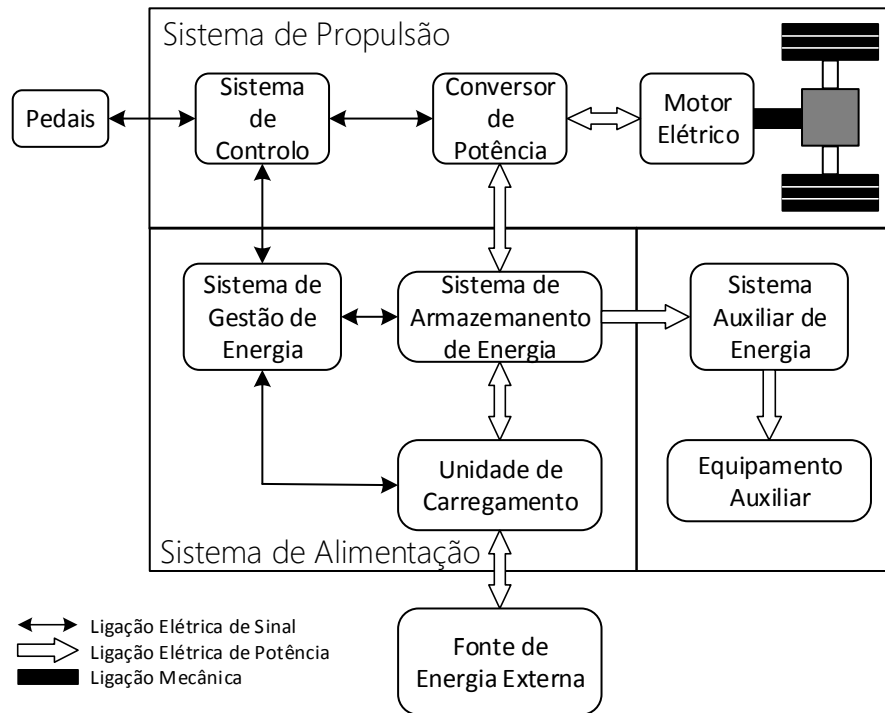 Sistema de Propulsão
Pedais
Sistema
de
Controlo
Conversor
de
Potência
Motor
Elétrico
Sistema de
Gestão de
Energia
Sistema de
Armazemanento
de Energia
Sistema
Auxiliar de
Energia
Unidade de
Carregamento
Equipamento
Auxiliar
Sistema de Alimentação
Fonte de
Energia Externa
Ligação Elétrica de Sinal
Ligação Elétrica de Potência
Ligação Mecânica